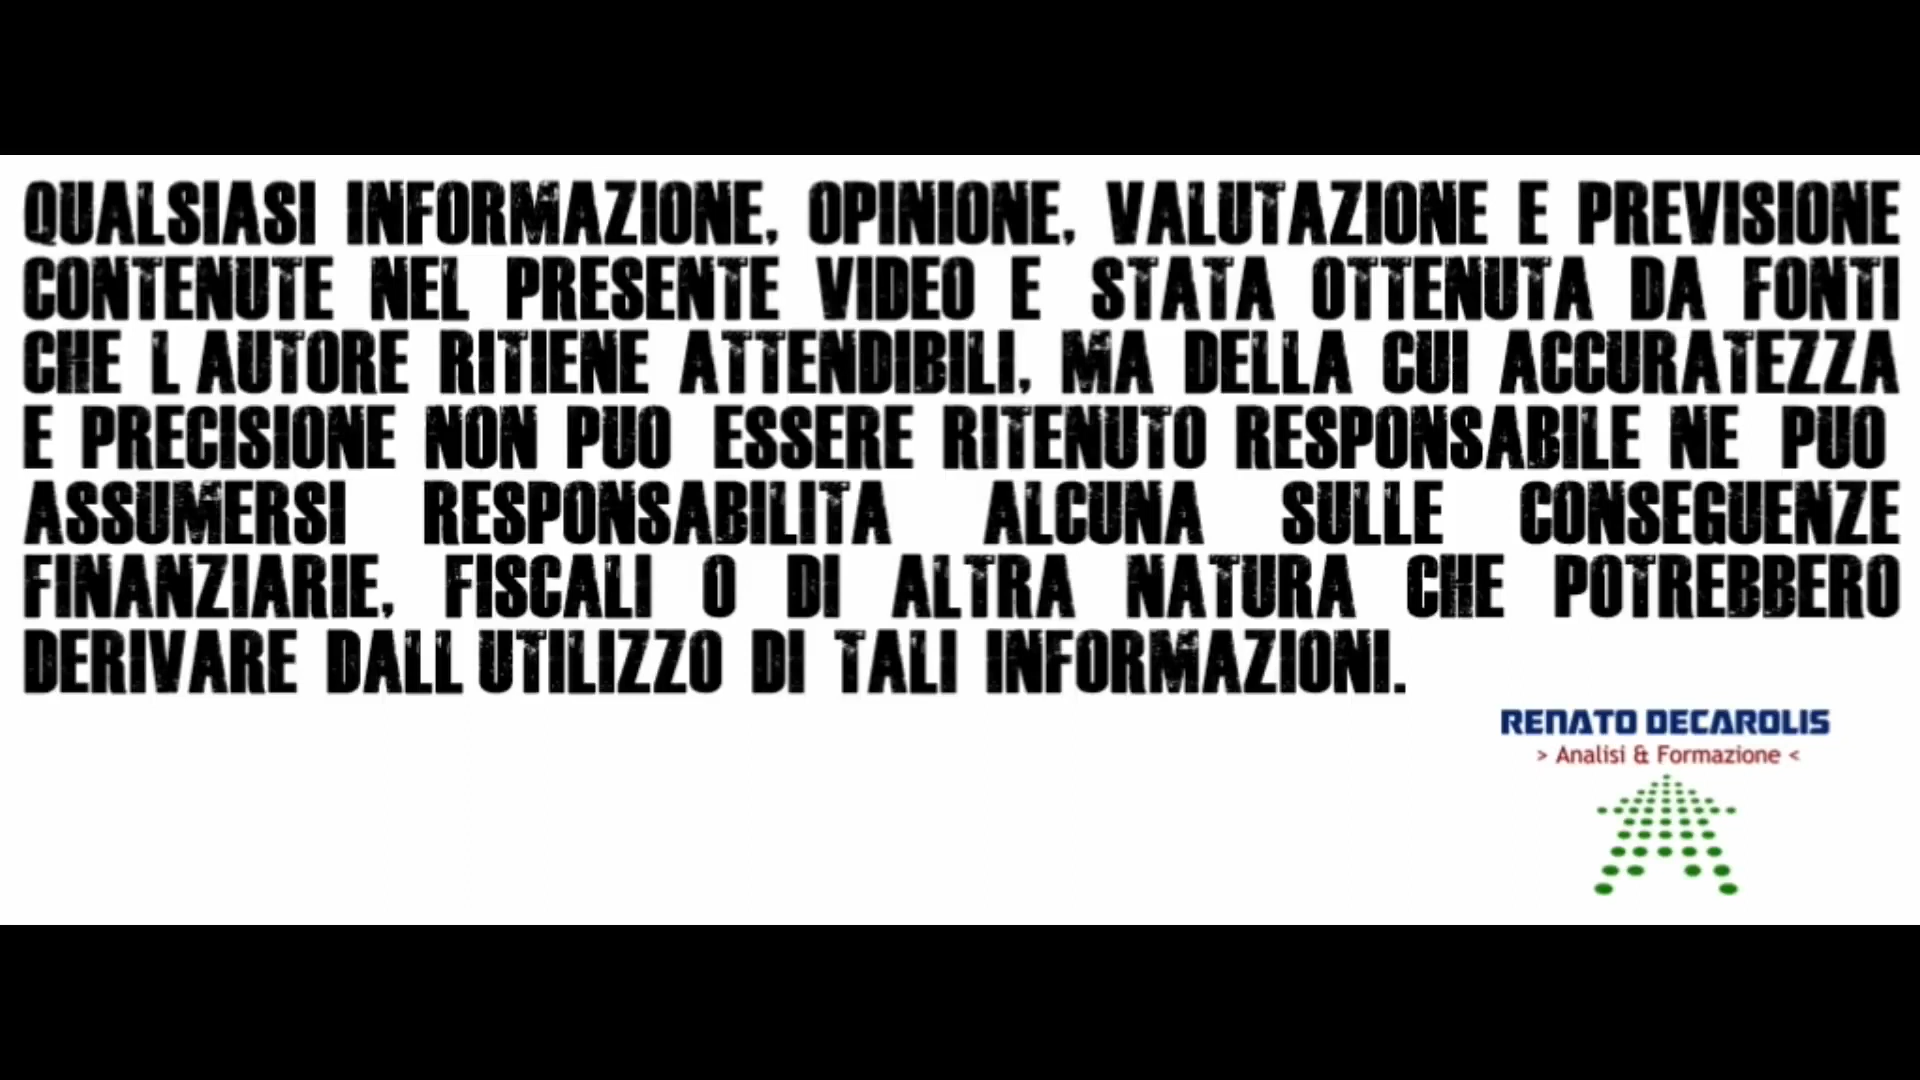 QUALSIASI INFORMAZIONE, OPINIONE, VALUTAZIONE E PREVISIONE
CONTENUTE NEL PRESENTE VIDEO E STATA OTTENUTA DA FONTI
CHE L AUTORE RITIENE ATTENDIBILI, MA DELLA CUI ACCURATEZZA
E PRECISIONE NON PUO ESSERE RITENUTO RESPONSABILE NE PUO
ASSUMERSI RESPONSABILITA ALCUNA SULLE CONSEGUENZE
FINANZIARIE, FISCALI O DI ALTRA NATURA CHE POTREBBERO
DERIVARE DALL UTILIZZO DI TALI INFORMAZIONI.
RENATO DECAROLIS
> Analisi & Formazione <